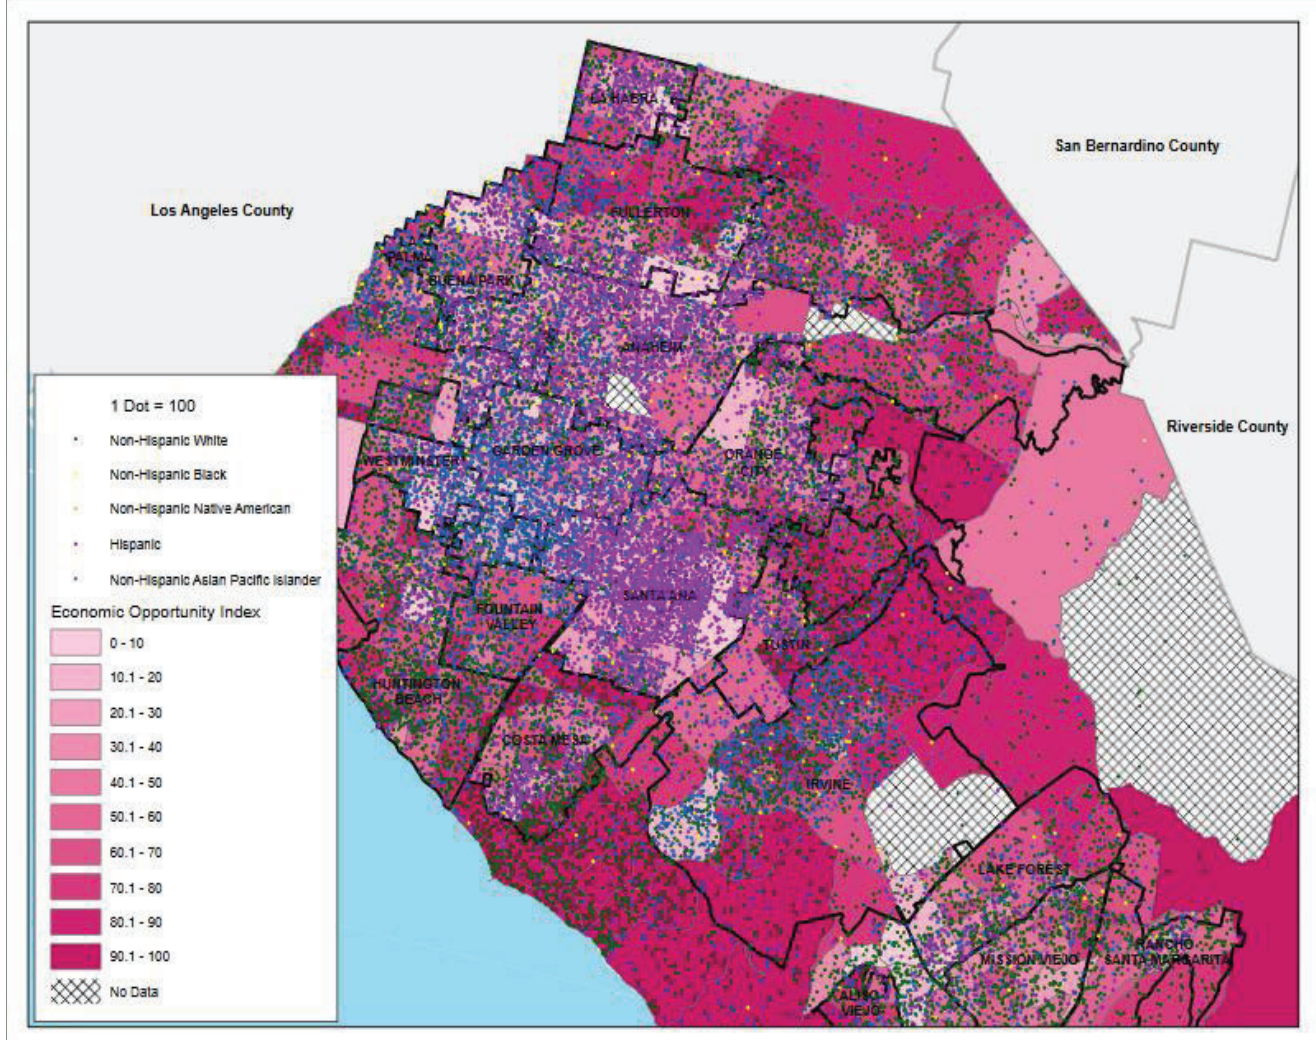 San Bernardino County
Los Angeles County
Riverside County
LA HABRA
FULLERTON
LA
PALMA
BUENA PARK
ANAHEIM
GARDEN GROVE
WESTMINSTER
ORANGE
CITY
SANTA ANA
FOUNTAIN
VALLEY
TUSTIN
HUNTINGTON
BEACH
COSTA MESA
IRVINE
LAKE FOREST
MISSION VIEJO
RANCHO
SANTA MARGARITA
ALISO
VIEJO
1 Dot = 100
Non-Hispanic White
Non-Hispanic Black
Non-Hispanic Native American
Hispanic
Non-Hispanic Asian Pacific Islander
Economic Opportunity Index
0 - 10
10.1 - 20
20.1 - 30
30.1 - 40
40.1 - 50
50.1 - 60
60.1 - 70
70.1 - 80
80.1 - 90
90.1 - 100
No Data